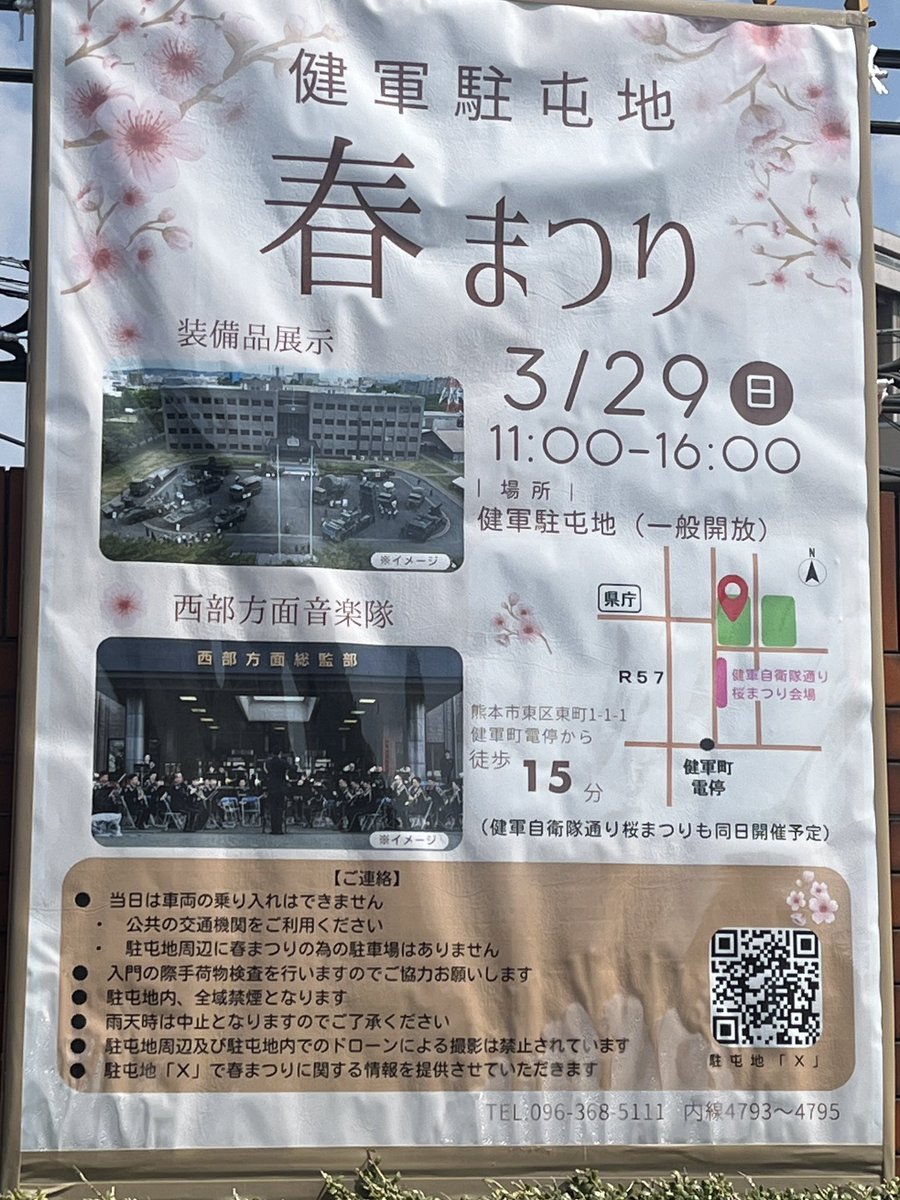 健軍駐屯地
春まつり
装備品展示
※イメージ
3/29 日
11:00-16:00
| 場所 |
健軍駐屯地（一般開放）
西部方面音楽隊
西部方面総監部
※イメージ
N
県庁
R57
健軍自衛隊通り
桜まつり会場
健軍町
電停
熊本市東区東町1-1-1
健軍町電停から
徒歩 15 分
（健軍自衛隊通り桜まつりも同日開催予定）
【ご連絡】
● 当日は車両の乗り入れはできません
・ 公共の交通機関をご利用ください
・ 駐屯地周辺に春まつりの為の駐車場はありません
● 入門の際手荷物検査を行いますのでご協力お願いします
● 駐屯地内、全域禁煙となります
● 雨天時は中止となりますのでご了承ください
● 駐屯地周辺及び駐屯地内でのドローンによる撮影は禁止されています
● 駐屯地「X」で春まつりに関する情報を提供させていただきます
駐屯地「X」
TEL:096-368-5111 内線4793～4795